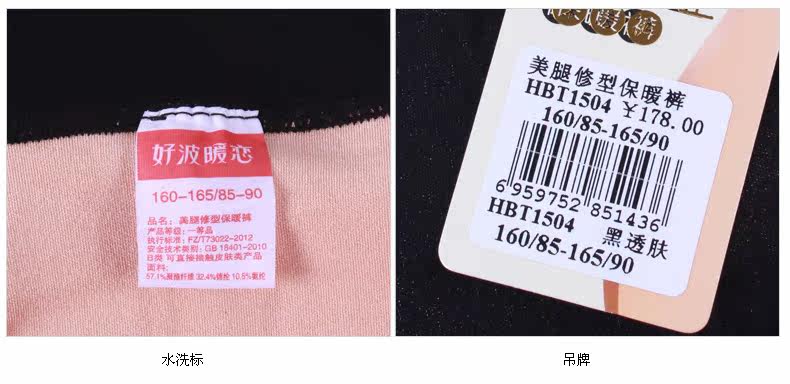 好波暖恋
160-165/85-90
品名：美腿修型保暖裤
产品等级：一等品
执行标准：FZ/T73022-2012
安全技术类别：GB 18401-2010
B类 可直接接触皮肤类产品
面料：
水洗标
暖裤
美腿修型保暖裤
HBT1504 ¥178.00
160/85-165/90
6 959752 851436
HBT1504 黑透肤
160/85-165/90
吊牌